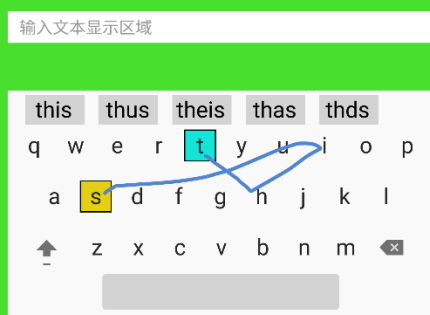 输入文本显示区域
this thus theis thas thds
q w e r t y u i o p
a s d f g h j k l
z x c v b n m